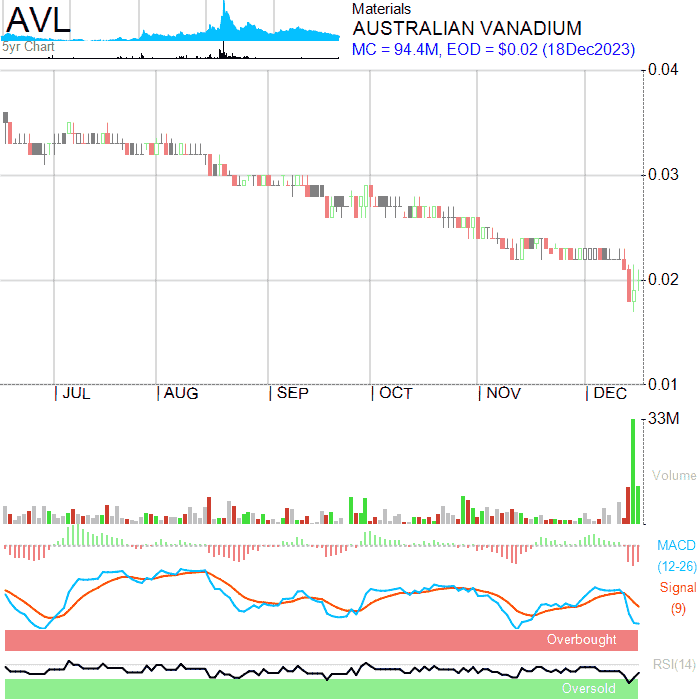 AVL
5yr Chart
Materials
AUSTRALIAN VANADIUM
MC = 94.4M, EOD = $0.02 (18Dec2023)
0.04
0.03
0.02
0.01
JUL AUG SEP OCT NOV DEC
33M
Volume
MACD
(12-26)
Signal
(9)
Overbought
RSI(14)
Oversold